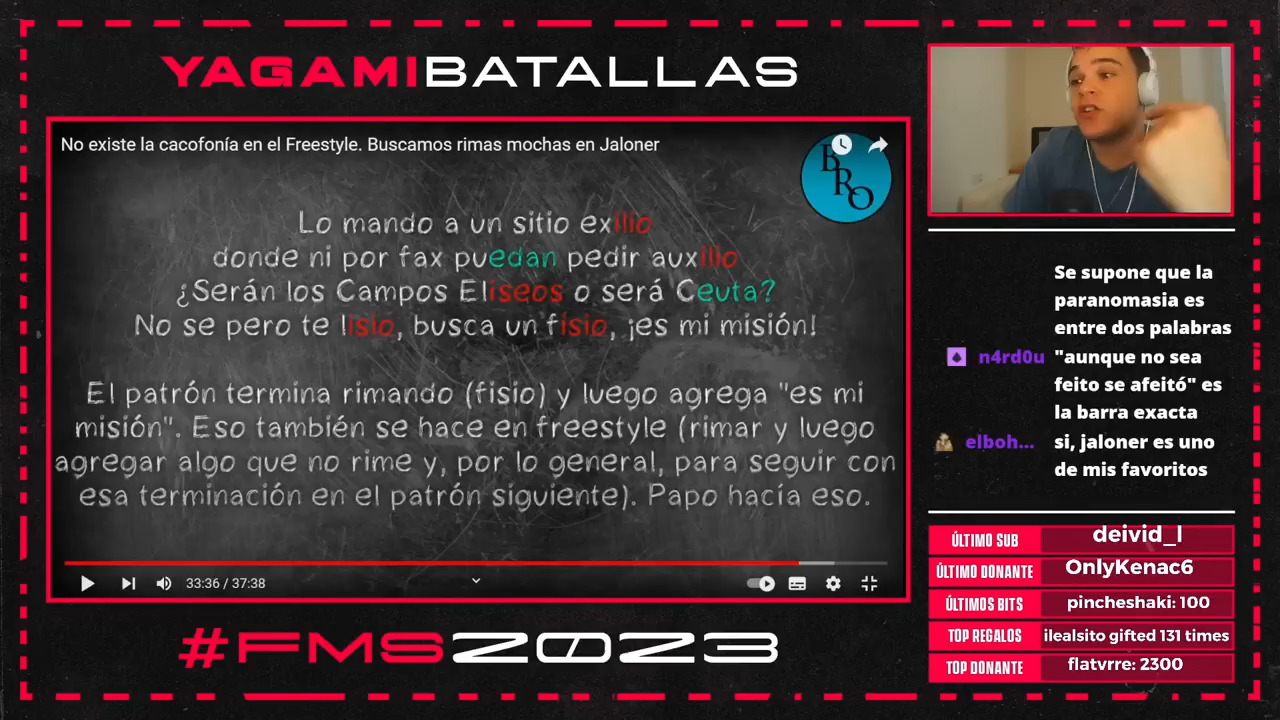 YAGAMIBATALLAS
No existe la cacofonía en el Freestyle. Buscamos rimas mochas en Jaloner
BRO
Lo mando a un sitio exilio
donde ni por fax puedan pedir auxilio
¿Serán los Campos Eliseos o será Ceuta?
No se pero te lisio, busca un fisio, ¡es mi misión!
El patrón termina rimando (fisio) y luego agrega "es mi
misión". Eso también se hace en freestyle (rimar y luego
agregar algo que no rime y, por lo general, para seguir con
esa terminación en el patrón siguiente). Papo hacía eso.
33:36 / 37:38
#FMS2023
Se supone que la
paranomasia es
entre dos palabras
n4rd0u "aunque no sea
feito se afeitó" es
la barra exacta
elboh... si, jaloner es uno
de mis favoritos
ÚLTIMO SUB deivid_l
ÚLTIMO DONANTE OnlyKenac6
ÚLTIMOS BITS pincheshaki: 100
TOP REGALOS ilealsito gifted 131 times
TOP DONANTE flatvrre: 2300